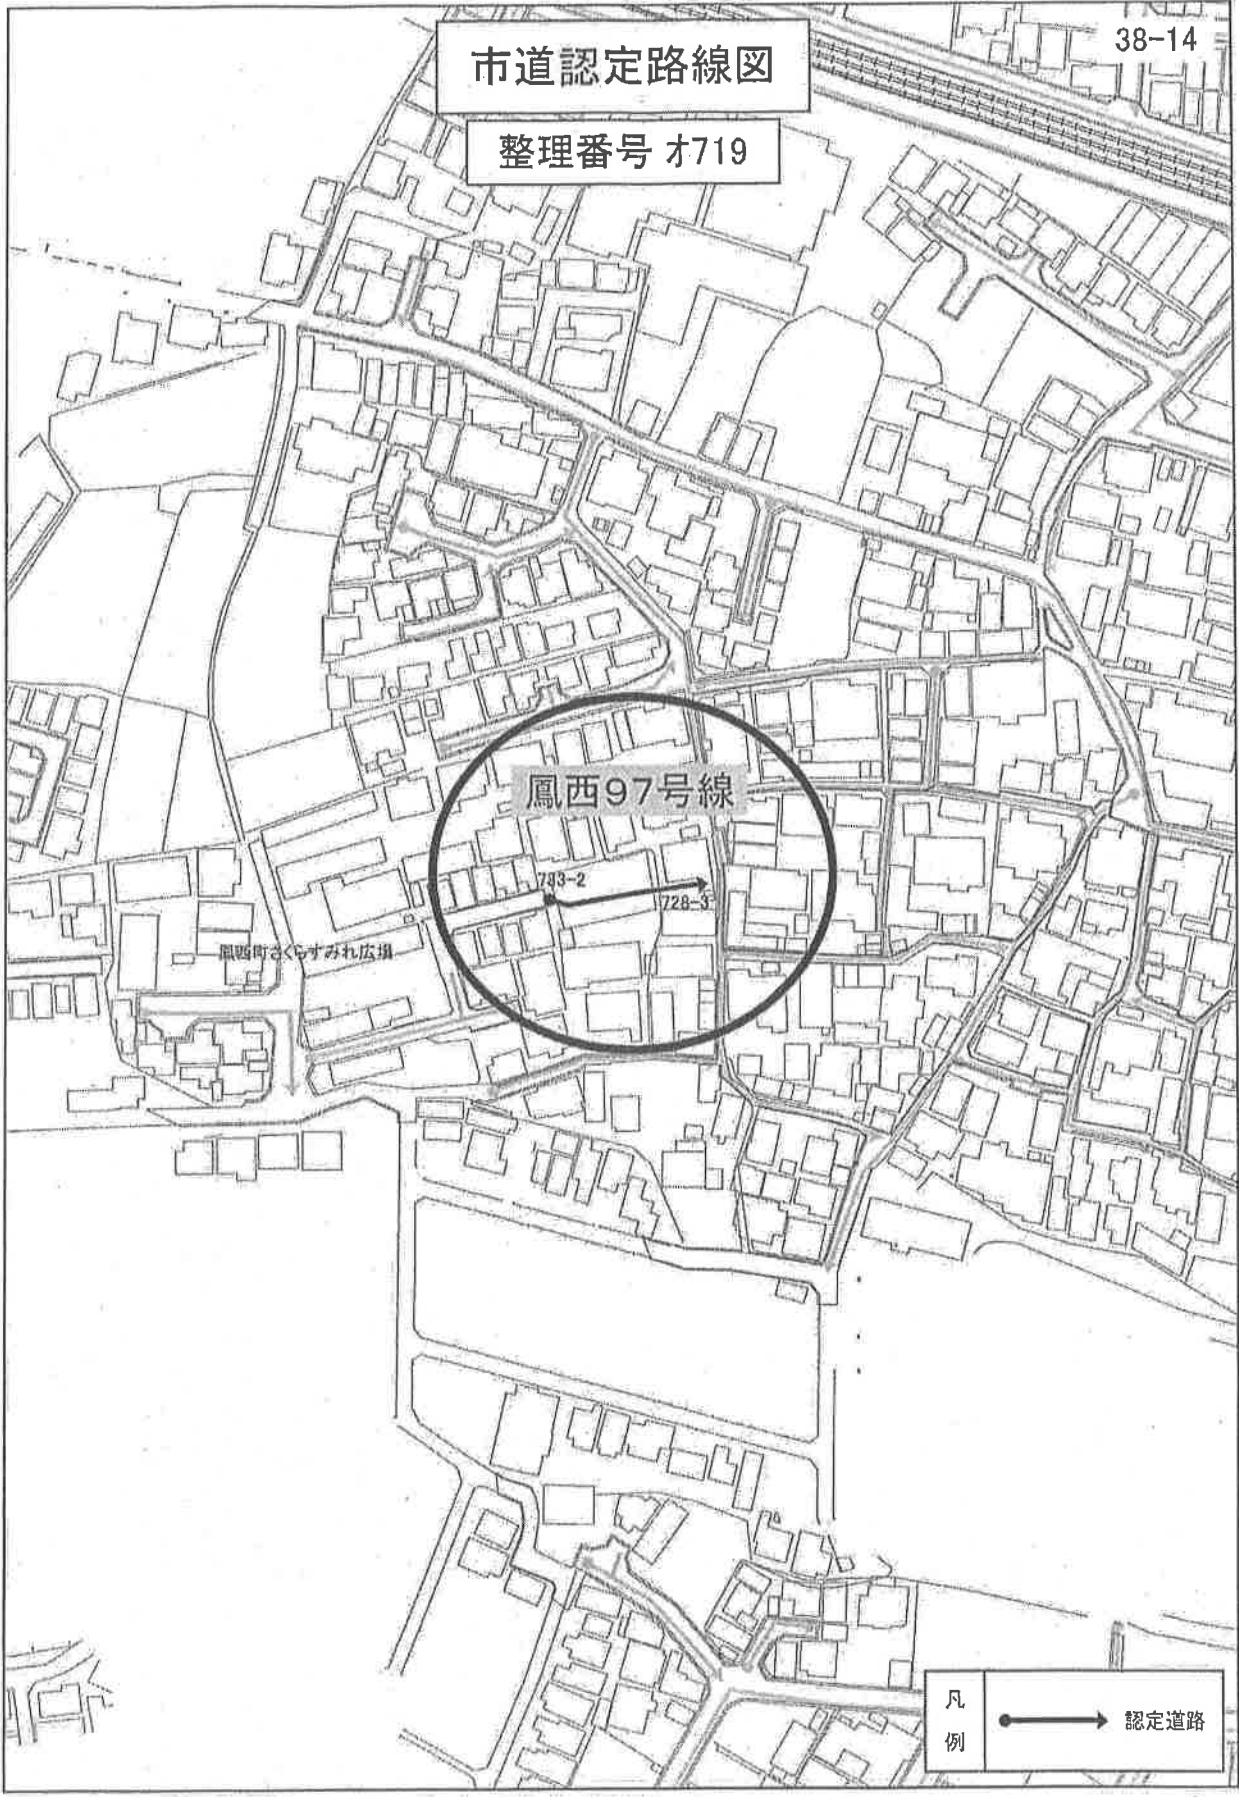 38-14
市道認定路線図
整理番号 オ719
鳳西97号線
783-2
728-3
鳳西町さくらすみれ広場
凡例
認定道路